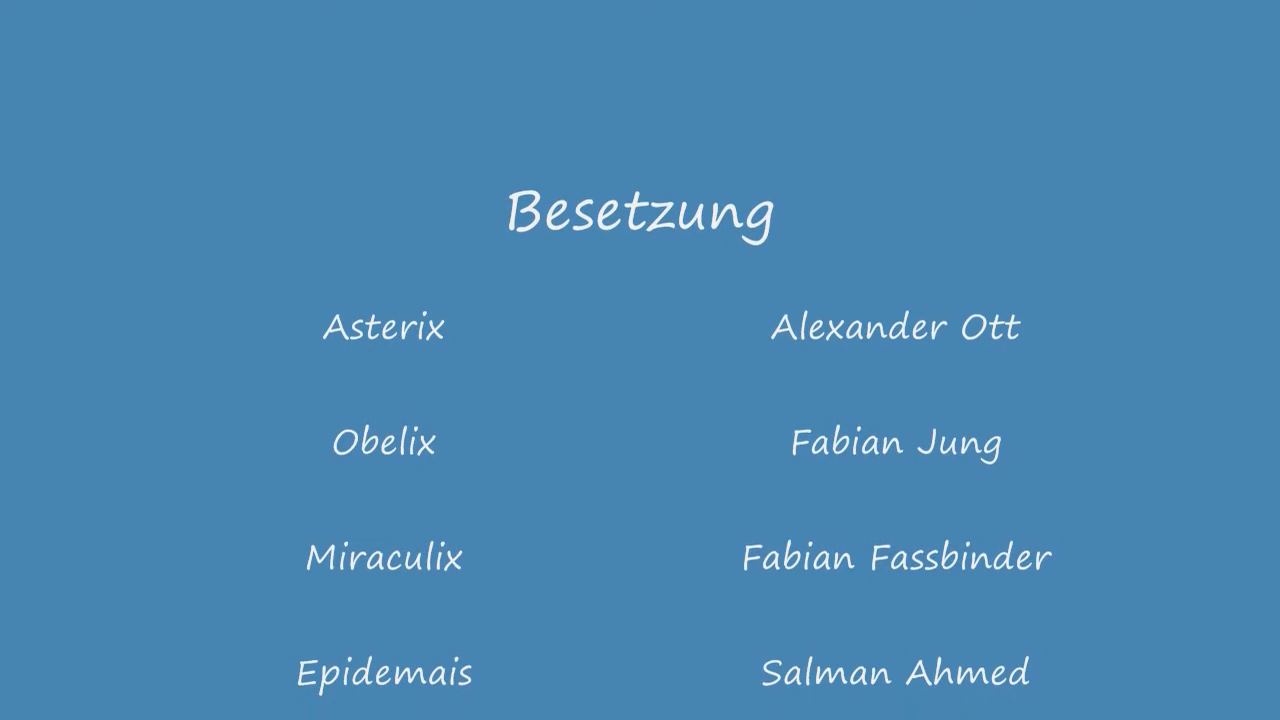 Besetzung
Asterix Alexander Ott
Obelix Fabian Jung
Miraculix Fabian Fassbinder
Epidemais Salman Ahmed